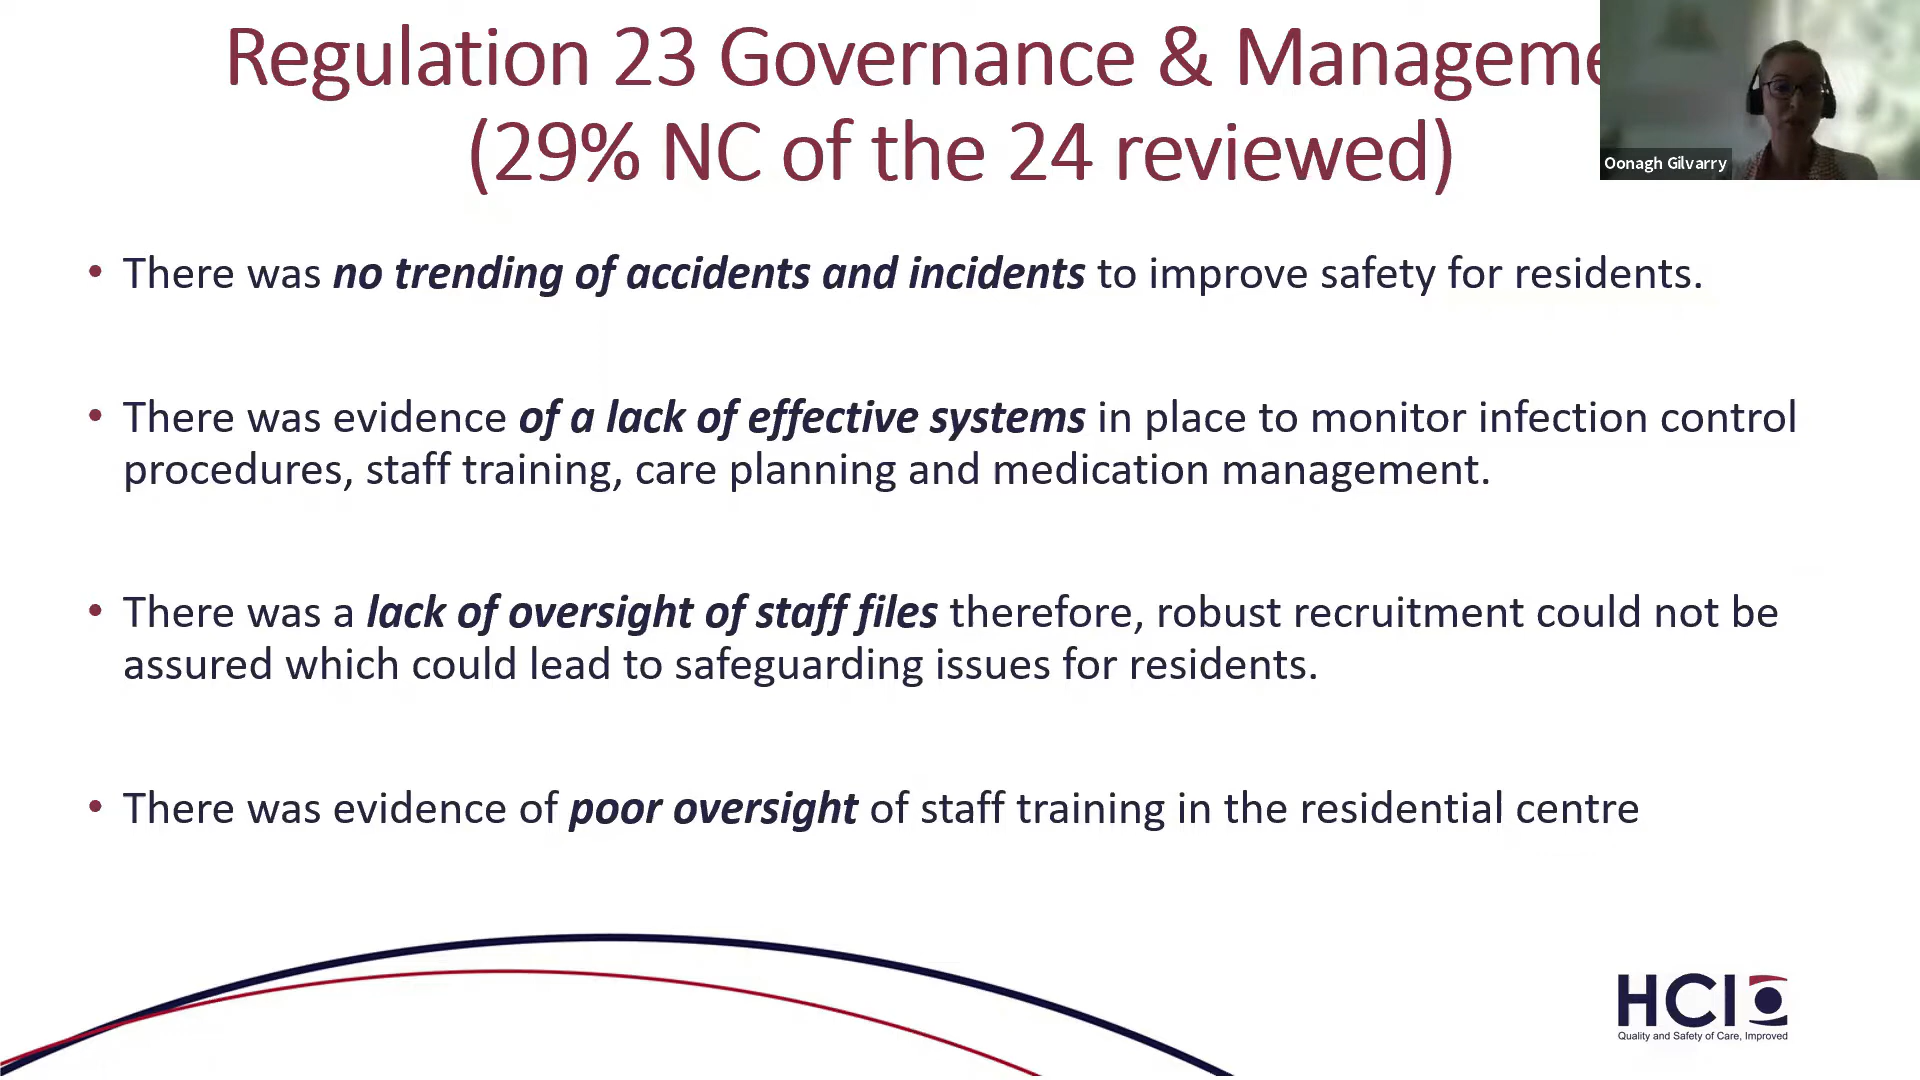 Regulation 23 Governance & Manageme
(29% NC of the 24 reviewed)
Oonagh Gilvarry
• There was no trending of accidents and incidents to improve safety for residents.
• There was evidence of a lack of effective systems in place to monitor infection control
procedures, staff training, care planning and medication management.
• There was a lack of oversight of staff files therefore, robust recruitment could not be
assured which could lead to safeguarding issues for residents.
• There was evidence of poor oversight of staff training in the residential centre
HCI
Quality and Safety of Care, Improved